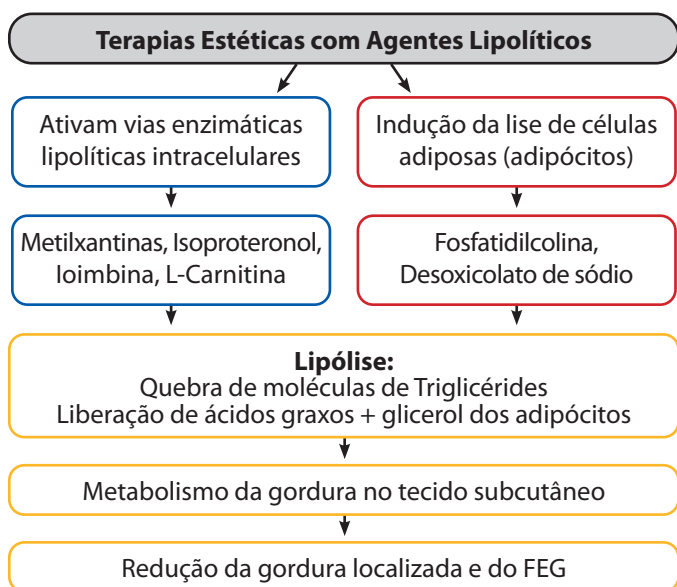 Terapias Estéticas com Agentes Lipolíticos
Ativam vias enzimáticas
lipolíticas intracelulares
Indução da lise de células
adiposas (adipócitos)
Metilxantinas, Isoproteronol,
Ioimbina, L-Carnitina
Fosfatidilcolina,
Desoxicolato de sódio
Lipólise:
Quebra de moléculas de Triglicérides
Liberação de ácidos graxos + glicerol dos adipócitos
Metabolismo da gordura no tecido subcutâneo
Redução da gordura localizada e do FEG